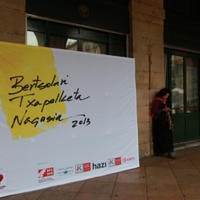 Bertsolari
Txapelketa
Nagusia 2013
hazi